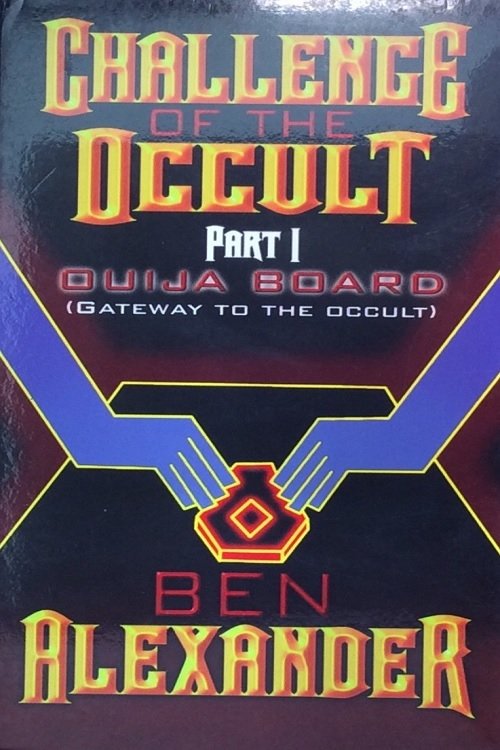 CHALLENGE
OF THE
OCCULT
PART I
OUIJA BOARD
(GATEWAY TO THE OCCULT)
BEN
ALEXANDER